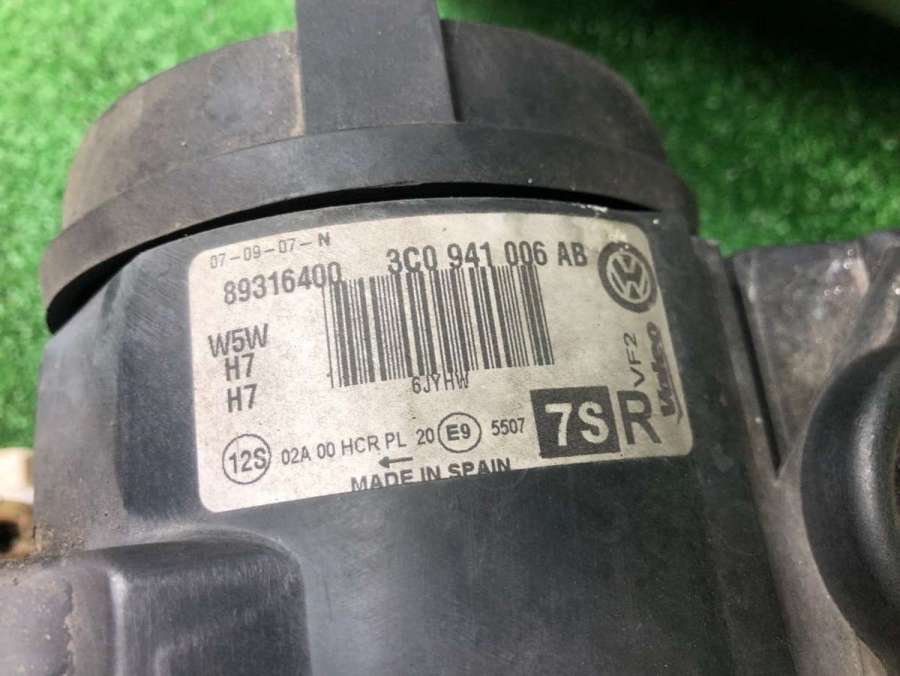 07-09-07-N
89316400 3C0 941 006 AB
VW
W5W
H7
H7
6JYHW
VF2
Valeo
12S 02A 00 HCR PL 20 E9 5507 7S R
MADE IN SPAIN